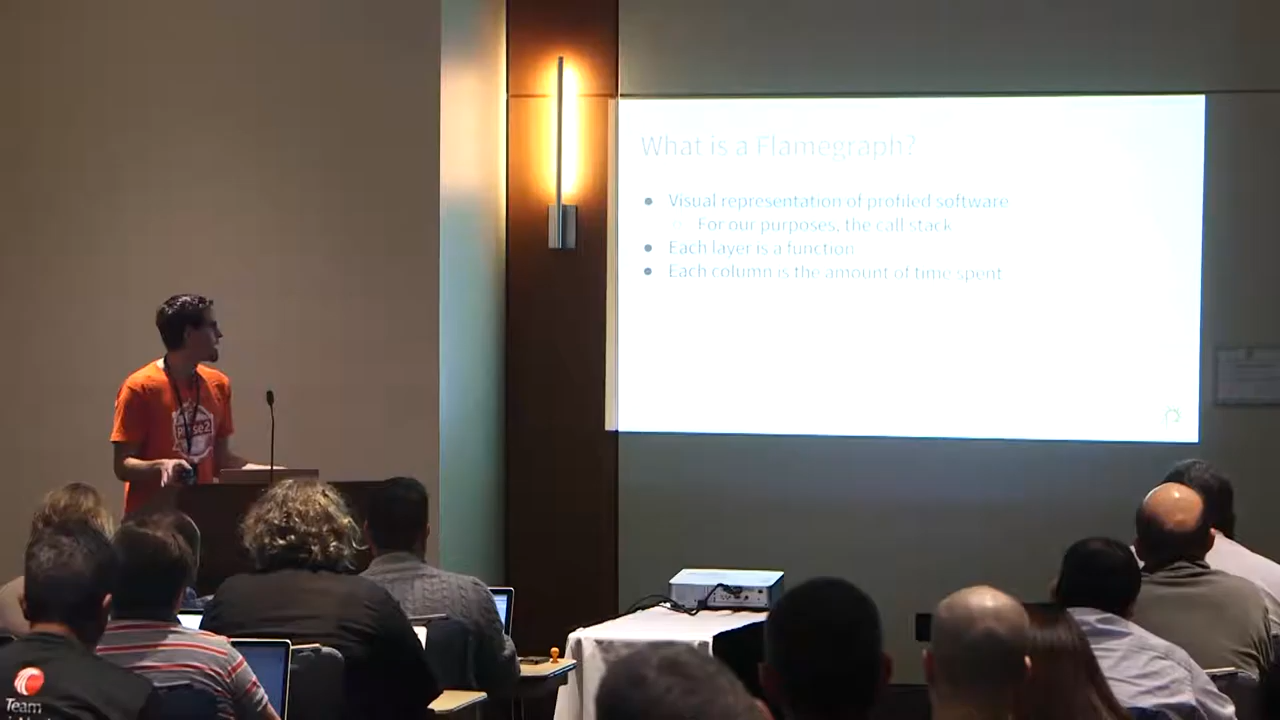 What is a Flamegraph?
Visual representation of profiled software
For our purposes, the call stack
Each layer is a function
Each column is the amount of time spent
Phase2
Team